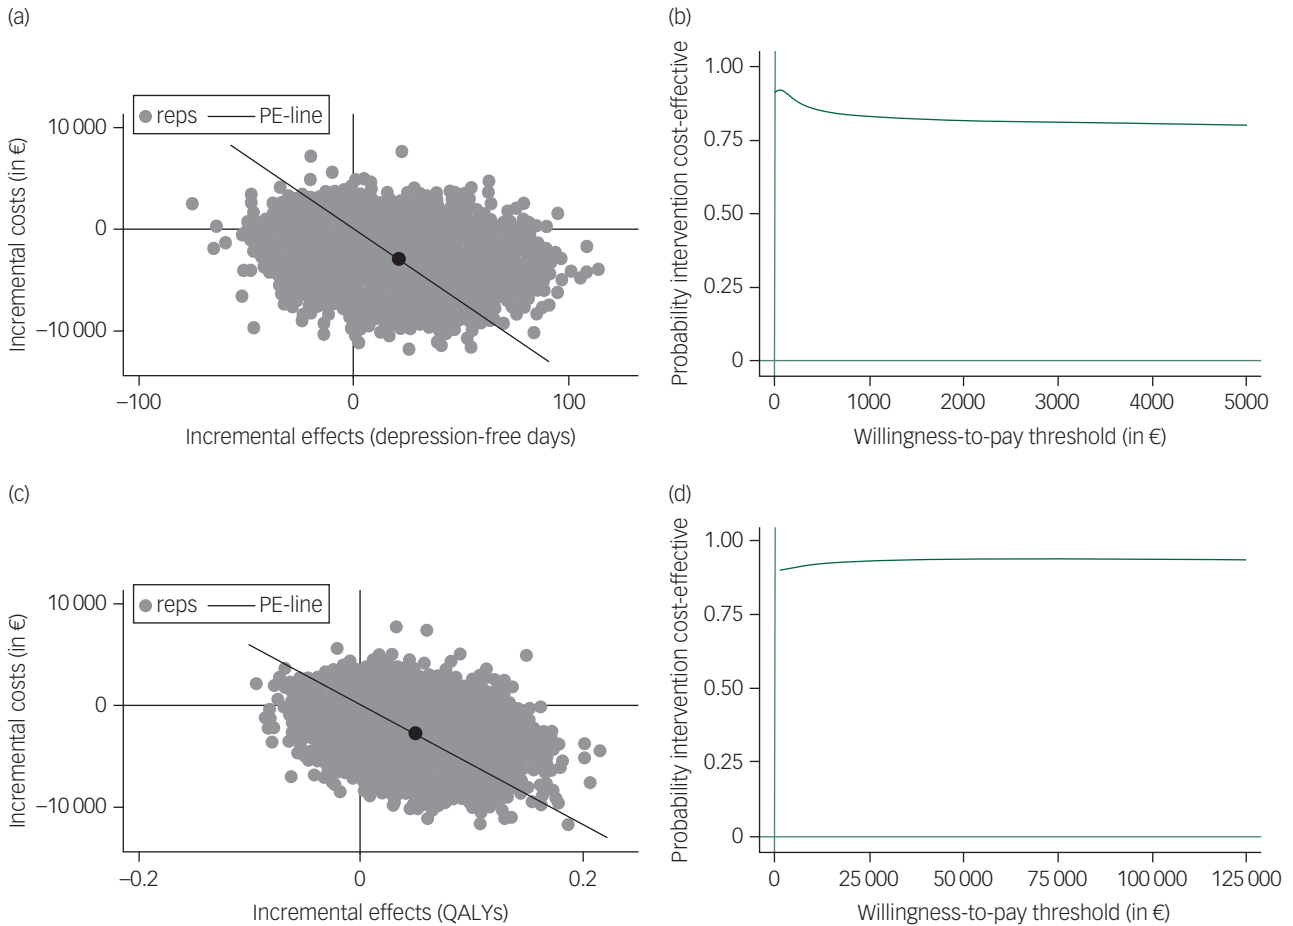 (a)
reps PE-line
10 000
0
−10 000
Incremental costs (in €)
−100 0 100
Incremental effects (depression-free days)
(b)
1.00
0.75
0.50
0.25
0
Probability intervention cost-effective
0 1000 2000 3000 4000 5000
Willingness-to-pay threshold (in €)
(c)
reps PE-line
10 000
0
−10 000
Incremental costs (in €)
−0.2 0 0.2
Incremental effects (QALYs)
(d)
1.00
0.75
0.50
0.25
0
Probability intervention cost-effective
0 25 000 50 000 75 000 100 000 125 000
Willingness-to-pay threshold (in €)